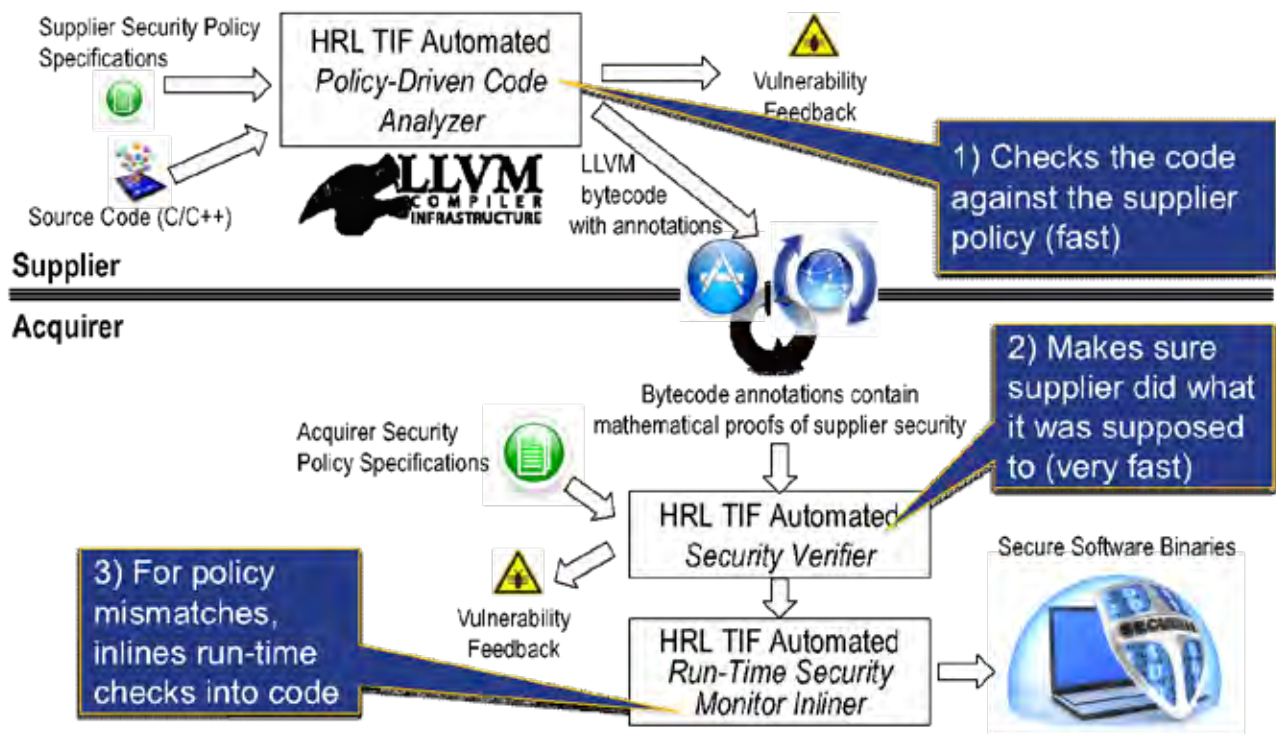 Supplier Security Policy
Specifications
Source Code (C/C++)
HRL TIF Automated
Policy-Driven Code
Analyzer
LLVM
COMPILER
INFRASTRUCTURE
Vulnerability
Feedback
LLVM
bytecode
with annotations
1) Checks the code
against the supplier
policy (fast)
Supplier
Acquirer
Bytecode annotations contain
mathematical proofs of supplier security
2) Makes sure
supplier did what
it was supposed
to (very fast)
Acquirer Security
Policy Specifications
HRL TIF Automated
Security Verifier
Vulnerability
Feedback
3) For policy
mismatches,
inlines run-time
checks into code
HRL TIF Automated
Run-Time Security
Monitor Inliner
Secure Software Binaries